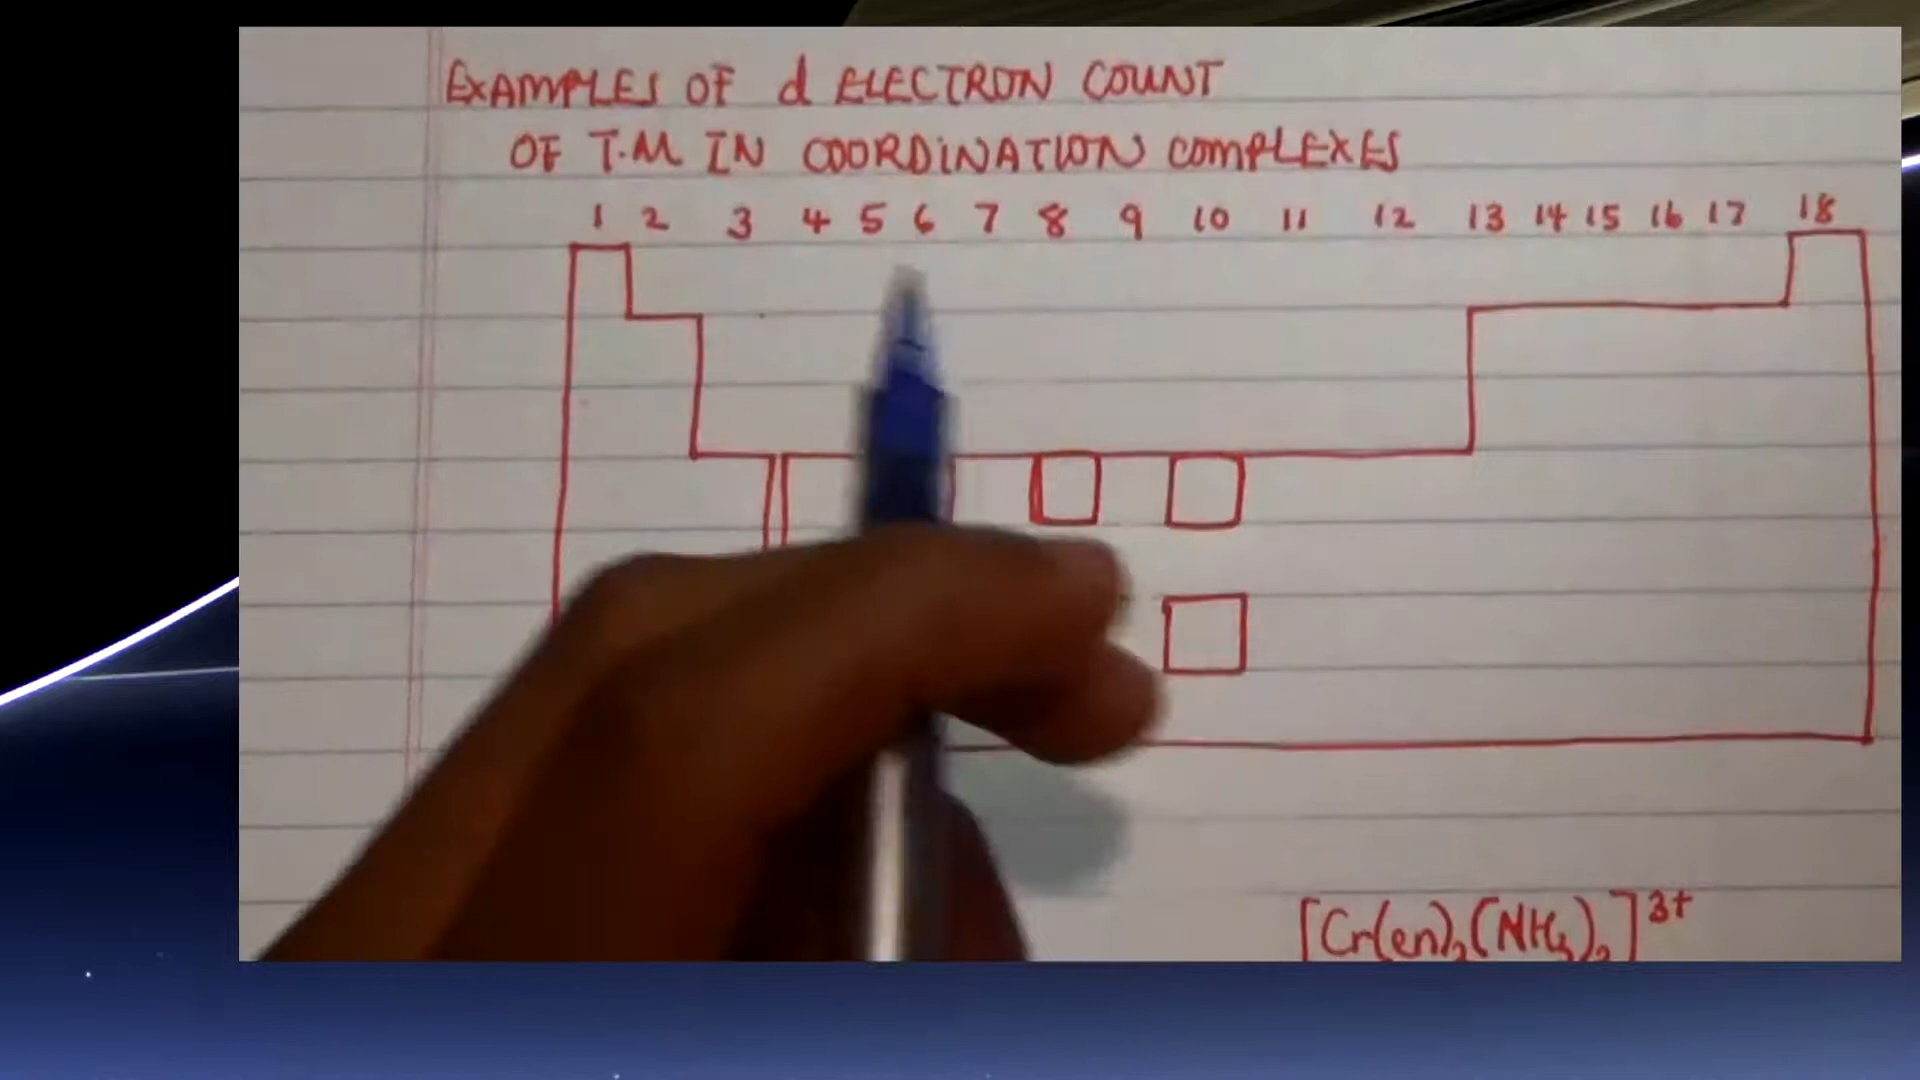 EXAMPLES OF d ELECTRON COUNT
OF T.M IN COORDINATION COMPLEXES
1 2 3 4 5 6 7 8 9 10 11 12 13 14 15 16 17 18
[Cr(en)₂(NH₃)₂]³⁺